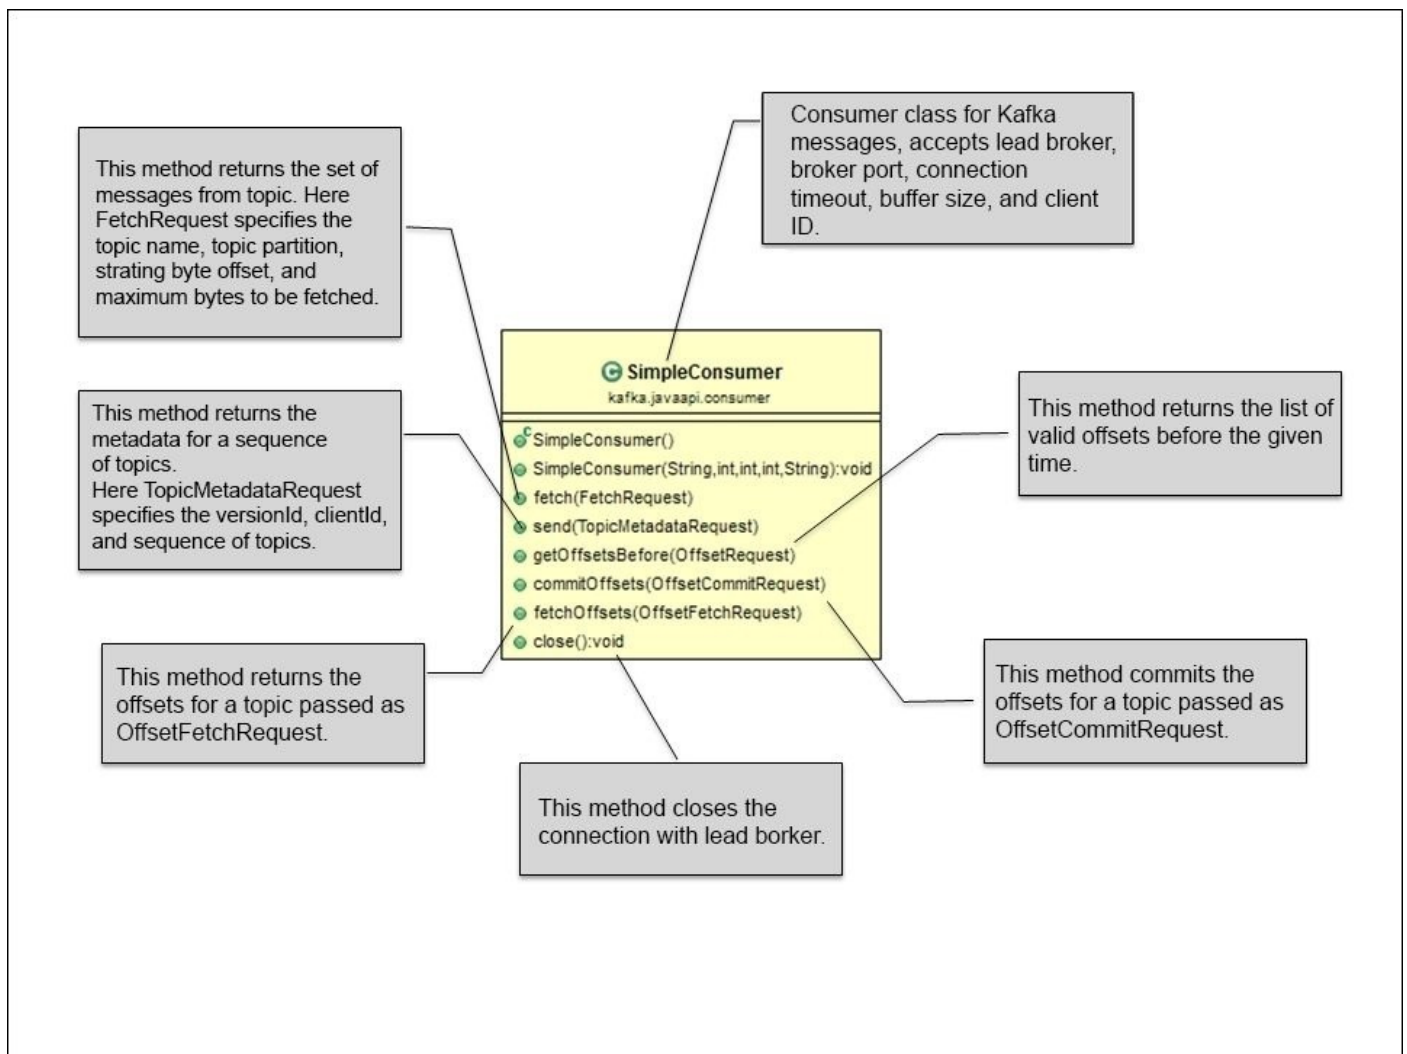 Consumer class for Kafka
messages, accepts lead broker,
broker port, connection
timeout, buffer size, and client
ID.
This method returns the set of
messages from topic. Here
FetchRequest specifies the
topic name, topic partition,
strating byte offset, and
maximum bytes to be fetched.
SimpleConsumer
kafka.javaapi.consumer
SimpleConsumer()
SimpleConsumer(String,int,int,int,String):void
fetch(FetchRequest)
send(TopicMetadataRequest)
getOffsetsBefore(OffsetRequest)
commitOffsets(OffsetCommitRequest)
fetchOffsets(OffsetFetchRequest)
close():void
This method returns the
metadata for a sequence
of topics.
Here TopicMetadataRequest
specifies the versionId, clientId,
and sequence of topics.
This method returns the list of
valid offsets before the given
time.
This method returns the
offsets for a topic passed as
OffsetFetchRequest.
This method commits the
offsets for a topic passed as
OffsetCommitRequest.
This method closes the
connection with lead borker.